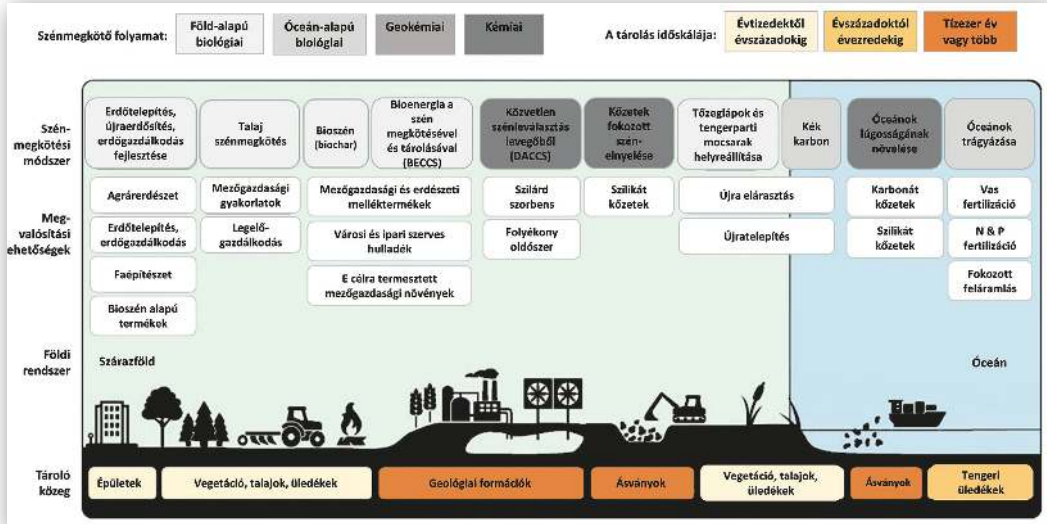 Szénmegkötő folyamat:
Föld-alapú
biológiai
Óceán-alapú
biológiai
Geokémiai
Kémiai
A tárolás időskálája:
Évtizedektől
évszázadokig
Évszázadoktól
évezredekig
Tízezer év
vagy több
Szén-
megkötési
módszer
Erdőtelepítés,
újraerdősítés,
erdőgazdálkodás
fejlesztése
Talaj
szénmegkötés
Bioszén
(biochar)
Bioenergia a
szén
megkötésével
és tárolásával
(BECCS)
Közvetlen
szénleválasztás
levegőből
(DACCS)
Kőzetek
fokozott
szén-
elnyelése
Tőzeglápok és
tengerparti
mocsarak
helyreállítása
Kék
karbon
Óceánok
lúgosságának
növelése
Óceánok
trágyázása
Meg-
valósítási
ehetőségek
Agrárerdészet
Erdőtelepítés,
erdőgazdálkodás
Faépítészet
Bioszén alapú
termékek
Mezőgazdasági
gyakorlatok
Legelő-
gazdálkodás
Mezőgazdasági és erdészeti
melléktermékek
Városi és ipari szerves
hulladék
E célra termesztett
mezőgazdasági növények
Szilárd
szorbens
Folyékony
oldószer
Szilikát
kőzetek
Újra elárasztás
Újratelepítés
Karbonát
kőzetek
Szilikát
kőzetek
Vas
fertilizáció
N & P
fertilizáció
Fokozott
feláramlás
Földi
rendszer
Szárazföld
Óceán
Tároló
közeg
Épületek
Vegetáció, talajok, üledékek
Geológiai formációk
Ásványok
Vegetáció, talajok,
üledékek
Ásványok
Tengeri
üledékek